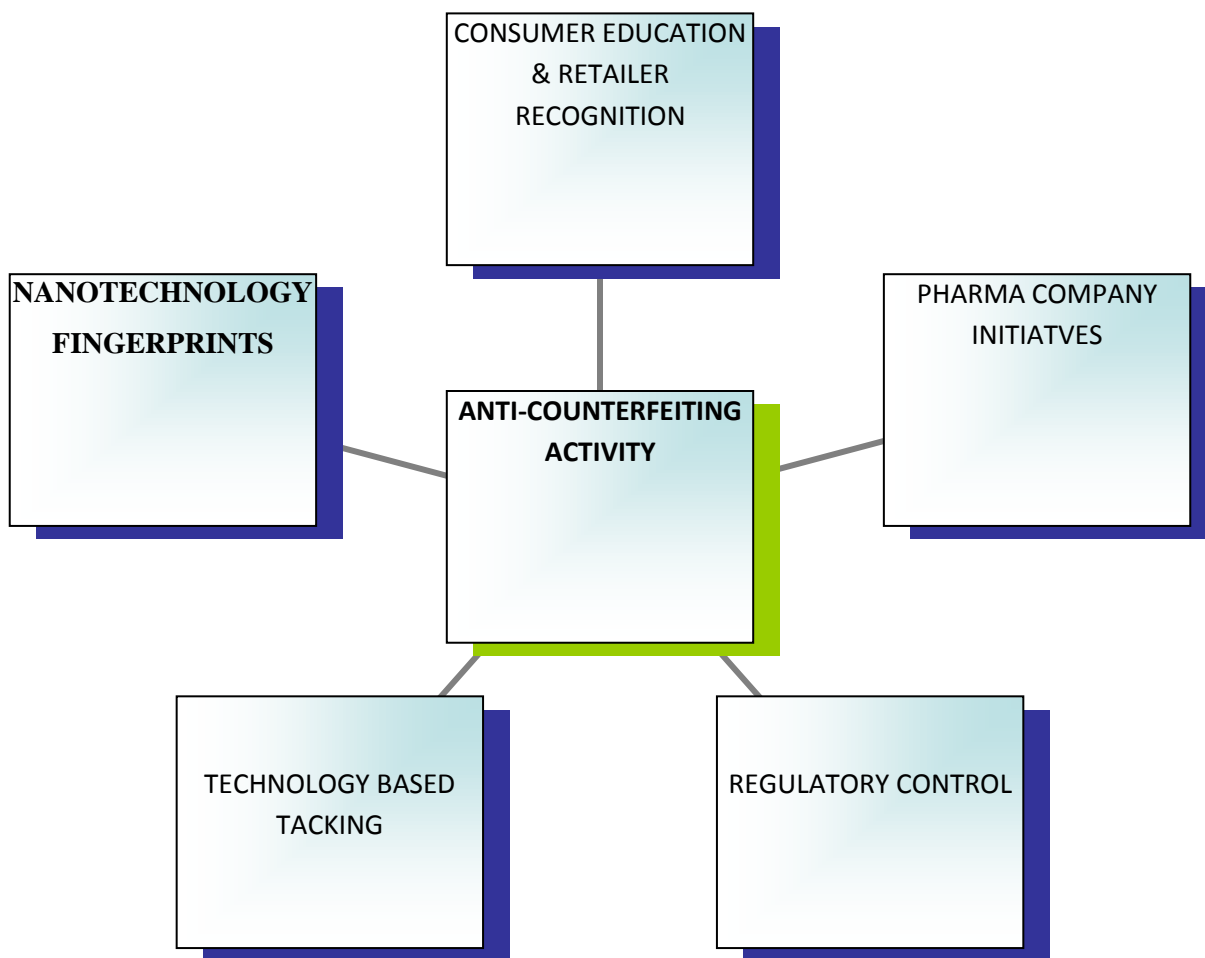 CONSUMER EDUCATION
& RETAILER
RECOGNITION
NANOTECHNOLOGY
FINGERPRINTS
PHARMA COMPANY
INITIATVES
ANTI-COUNTERFEITING
ACTIVITY
TECHNOLOGY BASED
TACKING
REGULATORY CONTROL